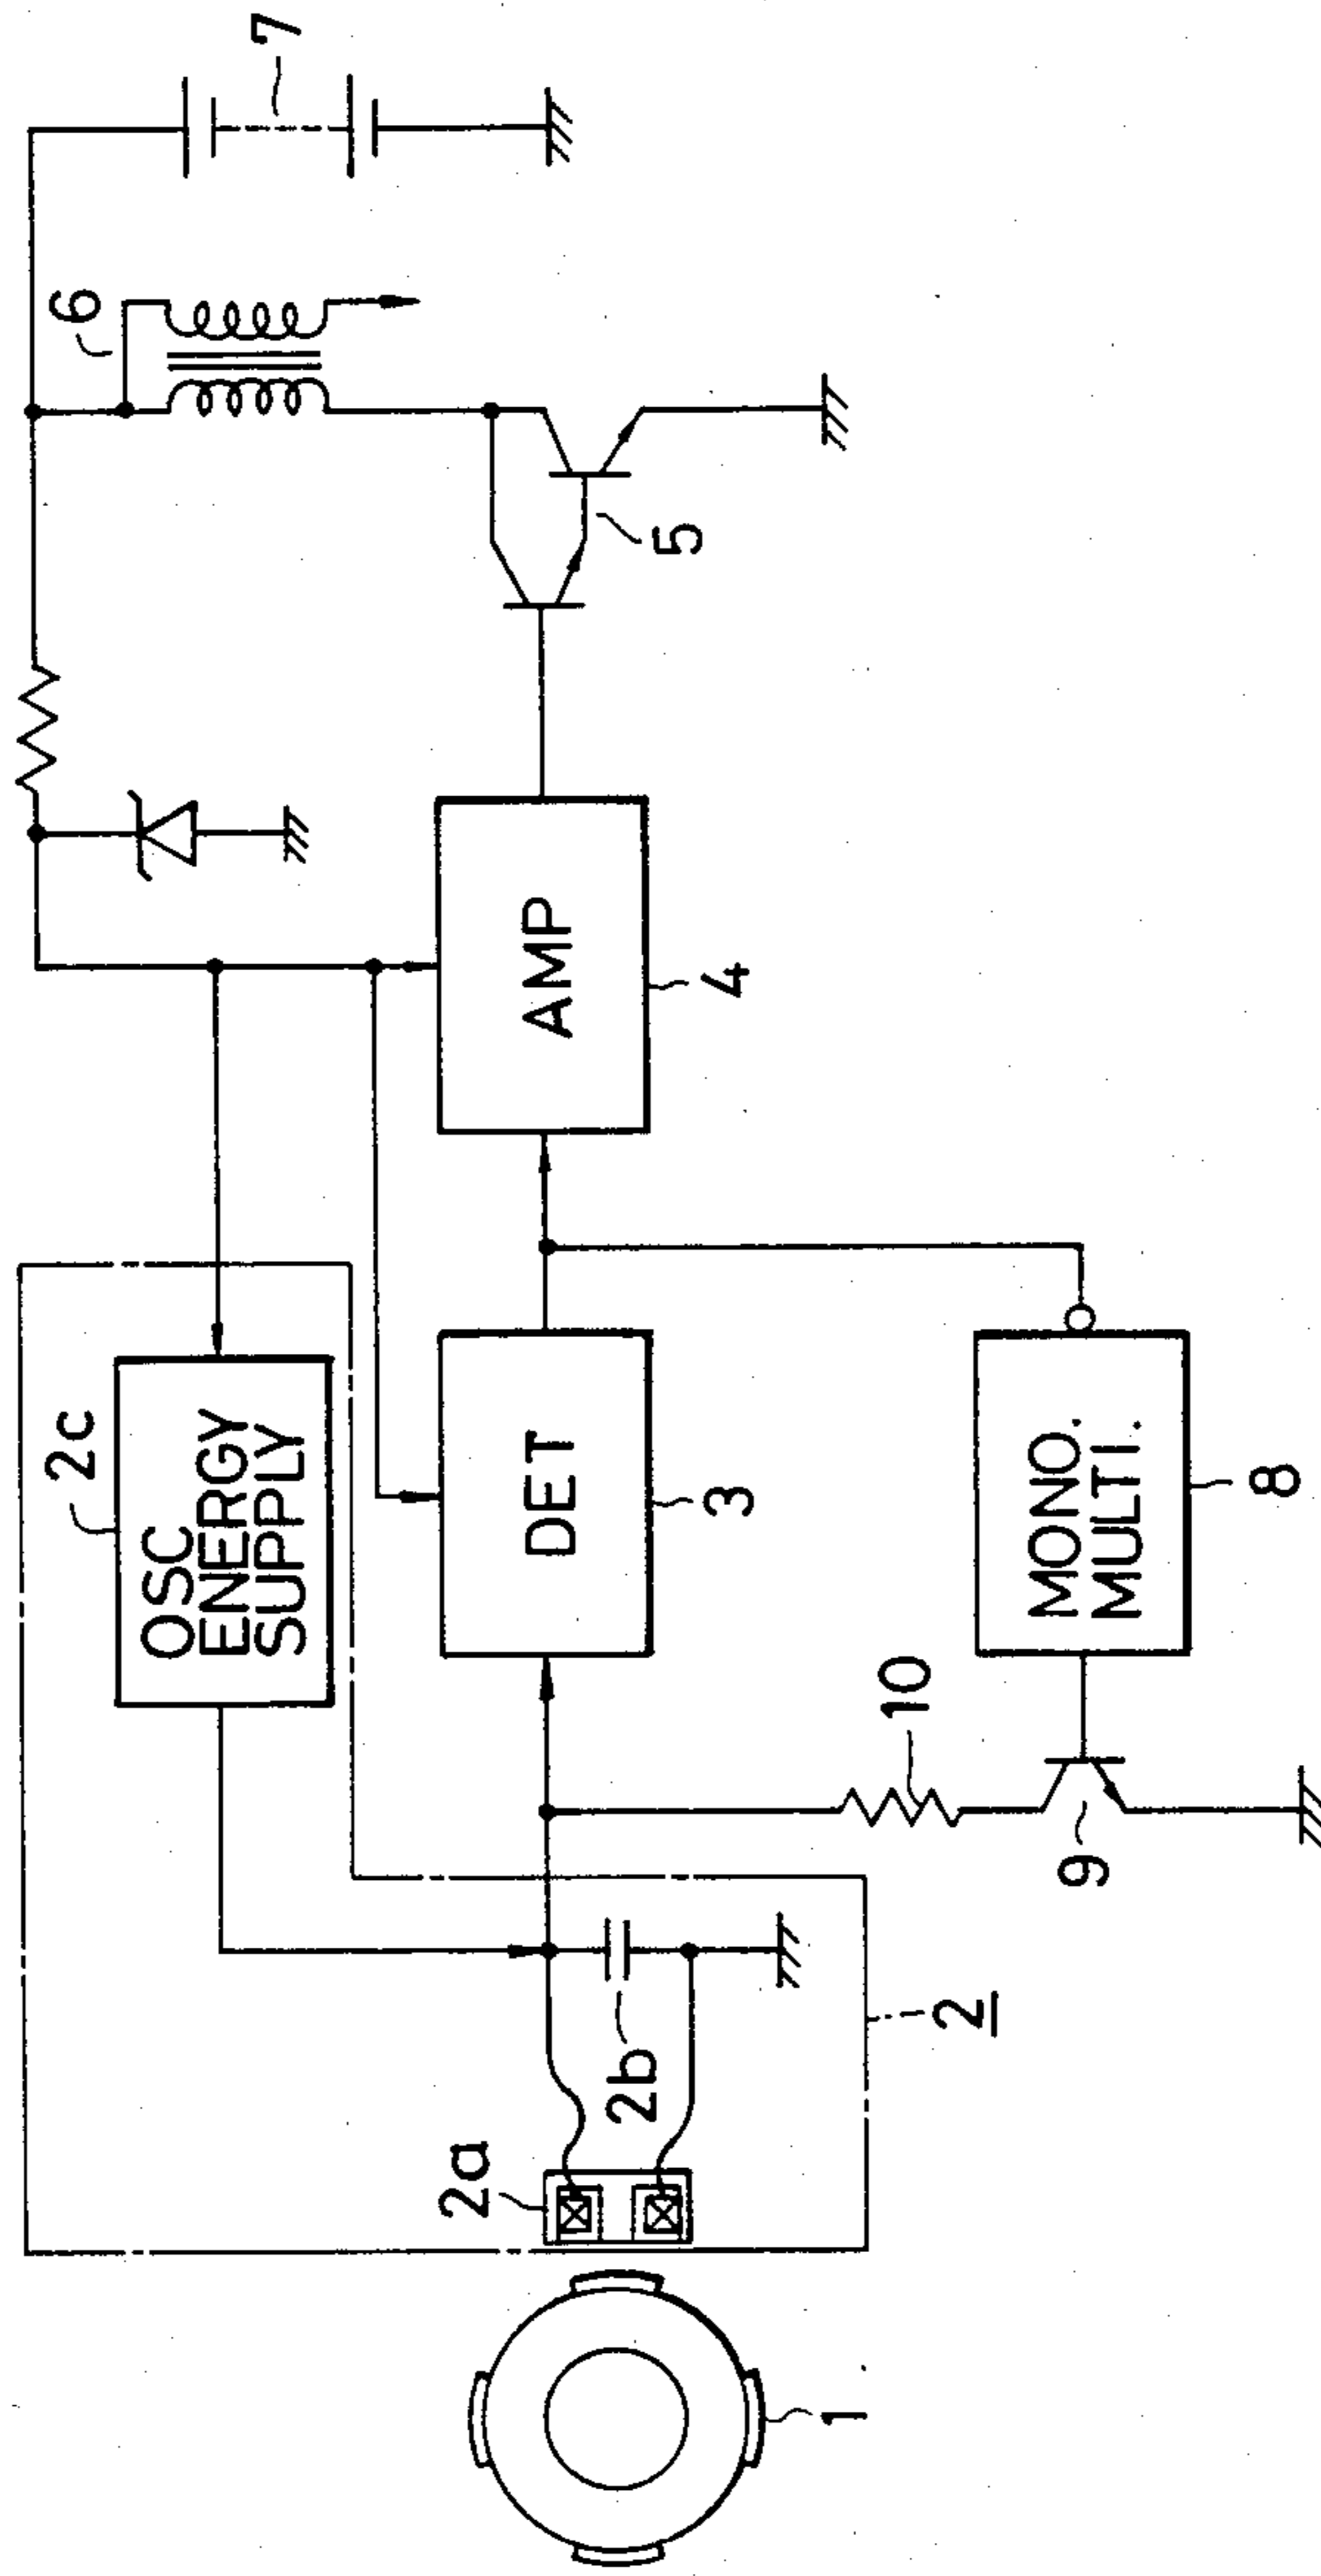 2c
OSC
ENERGY
SUPPLY
6
7
2a
2b
DET
3
AMP
4
5
1
2
10
9
MONO.
MULTI.
8